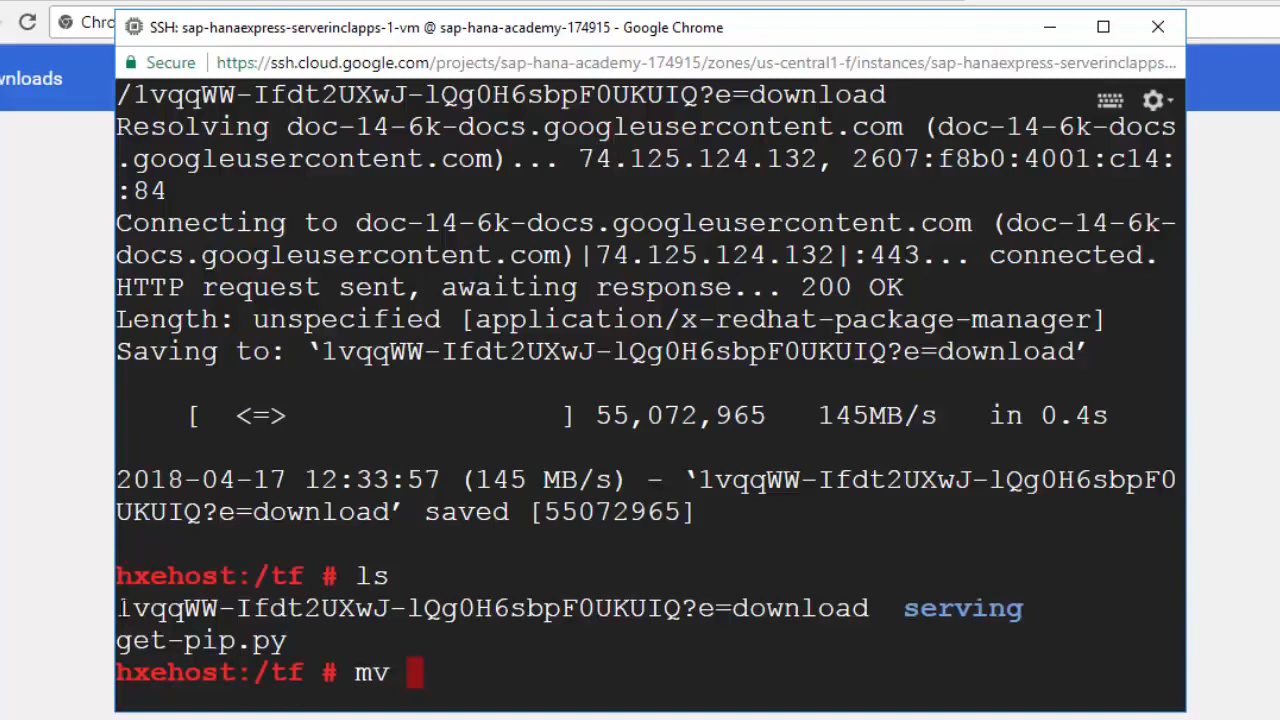 Chro
SSH: sap-hanaexpress-serverinclapps-1-vm @ sap-hana-academy-174915 - Google Chrome
Secure
https://ssh.cloud.google.com/projects/sap-hana-academy-174915/zones/us-central1-f/instances/sap-hanaexpress-serverinclapps...
wnloads
/1vqqWW-Ifdt2UXwJ-lQg0H6sbpF0UKUIQ?e=download
Resolving doc-14-6k-docs.googleusercontent.com (doc-14-6k-docs
.googleusercontent.com)... 74.125.124.132, 2607:f8b0:4001:c14:
:84
Connecting to doc-14-6k-docs.googleusercontent.com (doc-14-6k-
docs.googleusercontent.com)|74.125.124.132|:443... connected.
HTTP request sent, awaiting response... 200 OK
Length: unspecified [application/x-redhat-package-manager]
Saving to: ‘1vqqWW-Ifdt2UXwJ-lQg0H6sbpF0UKUIQ?e=download’
[ <=> ] 55,072,965 145MB/s in 0.4s
2018-04-17 12:33:57 (145 MB/s) - ‘1vqqWW-Ifdt2UXwJ-lQg0H6sbpF0
UKUIQ?e=download’ saved [55072965]
hxehost:/tf # ls
1vqqWW-Ifdt2UXwJ-lQg0H6sbpF0UKUIQ?e=download serving
get-pip.py
hxehost:/tf # mv